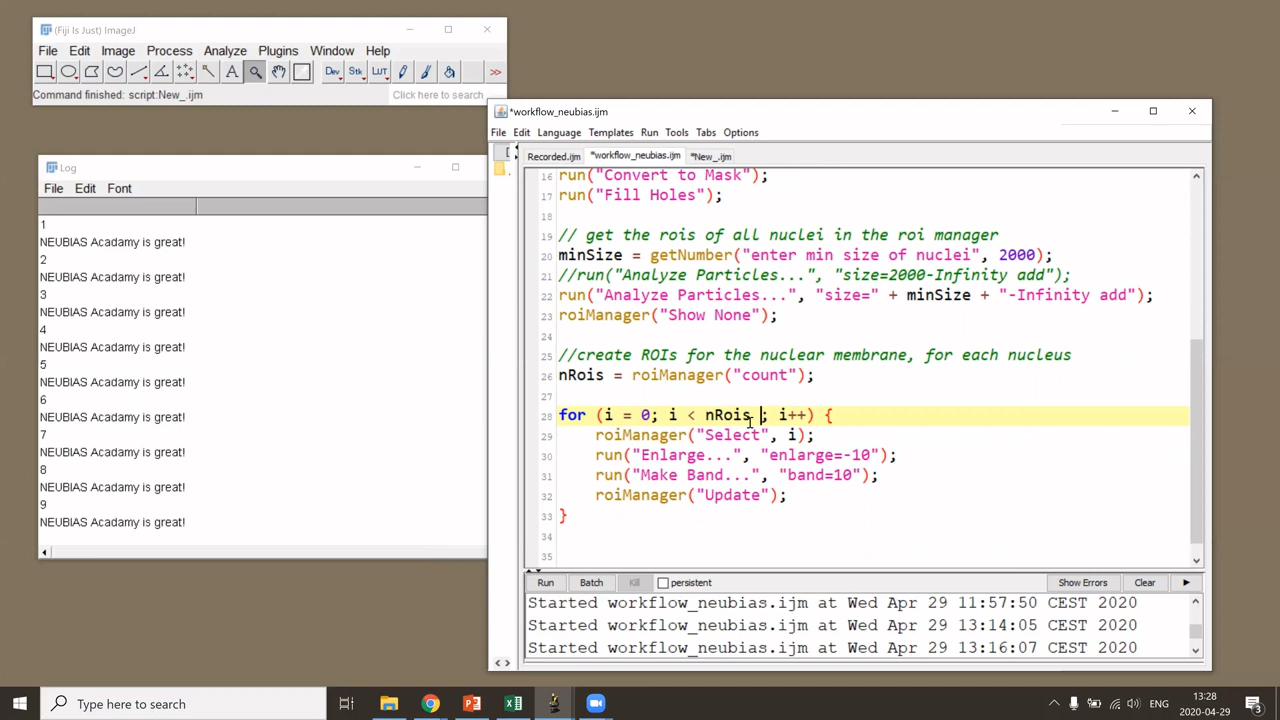 (Fiji Is Just) ImageJ
File Edit Image Process Analyze Plugins Window Help
Dev Stk LUT >>
Command finished: script:New_.ijm
Click here to search
Log
File Edit Font
1
NEUBIAS Acadamy is great!
2
NEUBIAS Acadamy is great!
3
NEUBIAS Acadamy is great!
4
NEUBIAS Acadamy is great!
5
NEUBIAS Acadamy is great!
6
NEUBIAS Acadamy is great!
7
NEUBIAS Acadamy is great!
8
NEUBIAS Acadamy is great!
9
NEUBIAS Acadamy is great!
*workflow_neubias.ijm
File Edit Language Templates Run Tools Tabs Options
Recorded.ijm *workflow_neubias.ijm *New_.ijm
16 run("Convert to Mask");
17 run("Fill Holes");
18
19 // get the rois of all nuclei in the roi manager
20 minSize = getNumber("enter min size of nuclei", 2000);
21 //run("Analyze Particles...", "size=2000-Infinity add");
22 run("Analyze Particles...", "size=" + minSize + "-Infinity add");
23 roiManager("Show None");
24
25 //create ROIs for the nuclear membrane, for each nucleus
26 nRois = roiManager("count");
27
28 for (i = 0; i < nRois ; i++) {
29 roiManager("Select", i);
30 run("Enlarge...", "enlarge=-10");
31 run("Make Band...", "band=10");
32 roiManager("Update");
33 }
34
35
Run Batch Kill persistent Show Errors Clear
Started workflow_neubias.ijm at Wed Apr 29 11:57:50 CEST 2020
Started workflow_neubias.ijm at Wed Apr 29 13:14:05 CEST 2020
Started workflow_neubias.ijm at Wed Apr 29 13:16:07 CEST 2020
Type here to search
ENG
13:28
2020-04-29
3